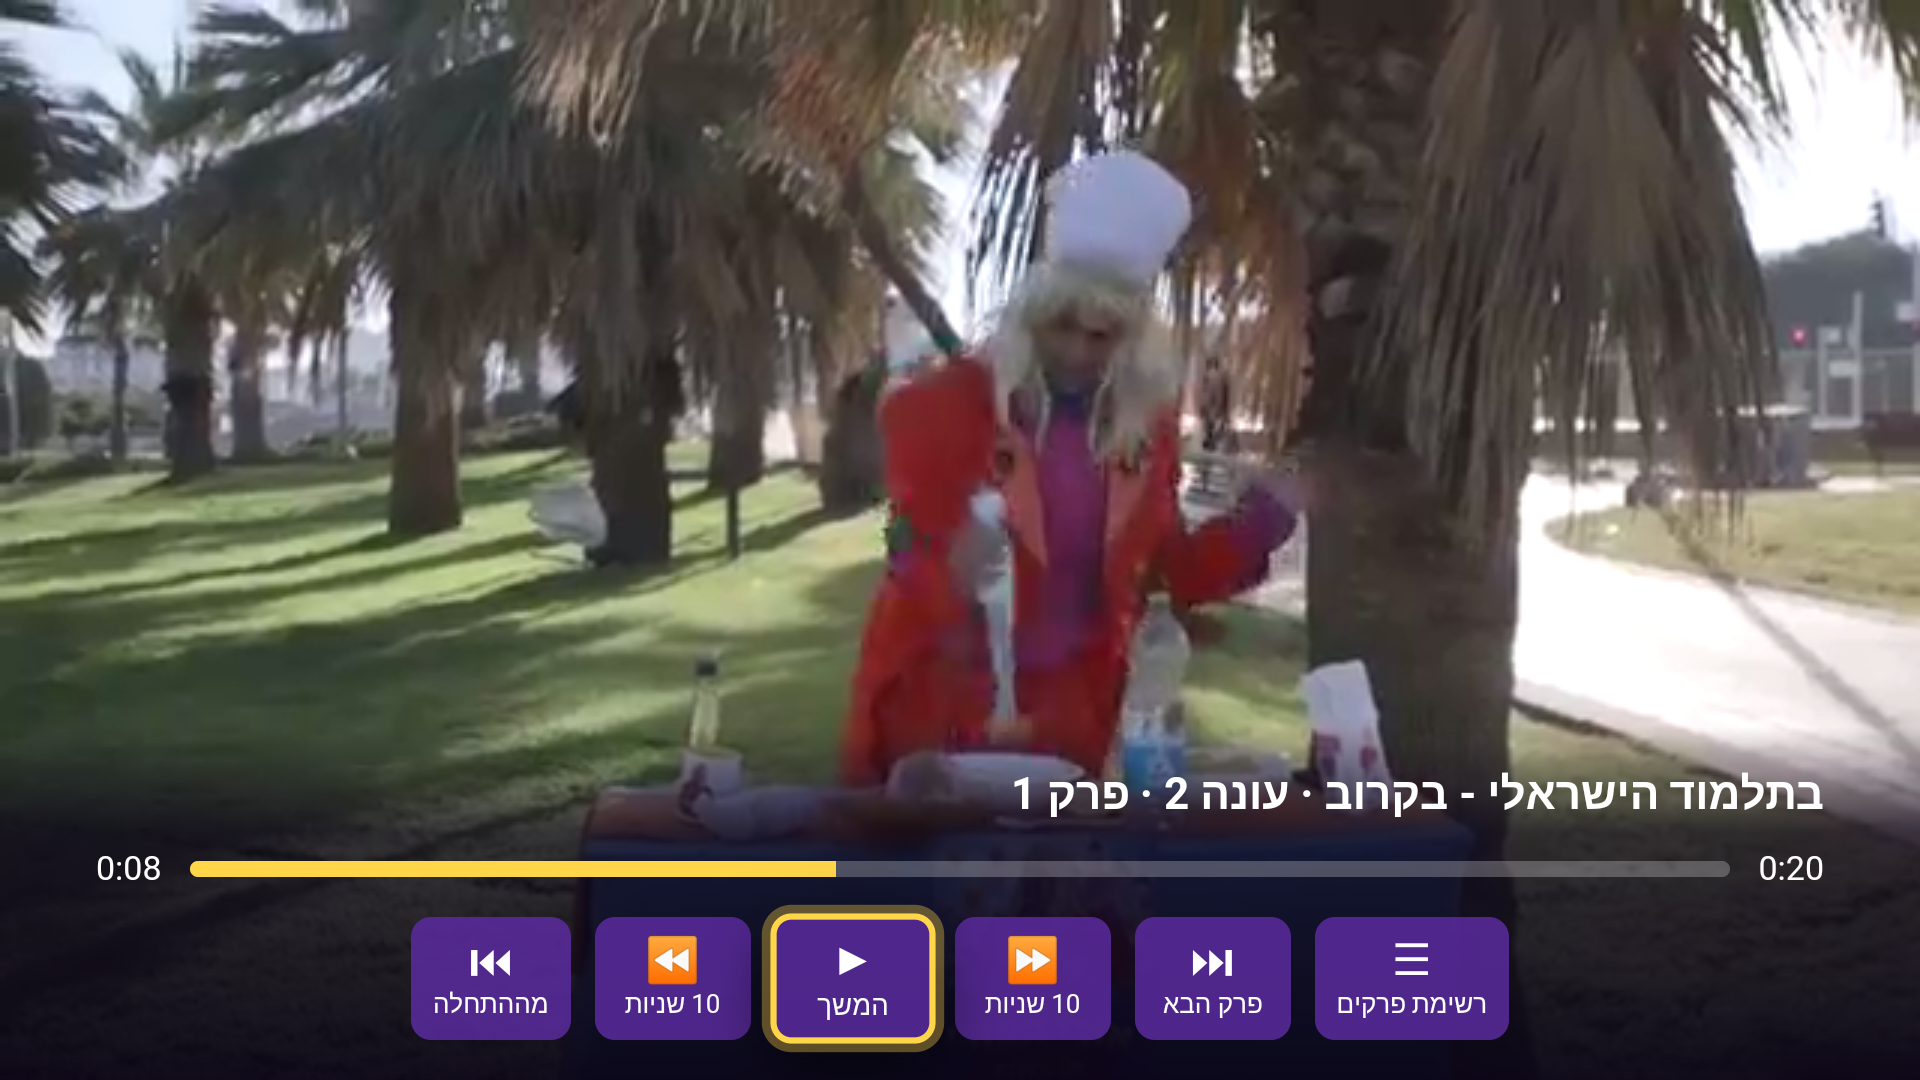 בתלמוד הישראלי - בקרוב · עונה 2 · פרק 1
0:08
0:20
מההתחלה
10 שניות
המשך
10 שניות
פרק הבא
רשימת פרקים